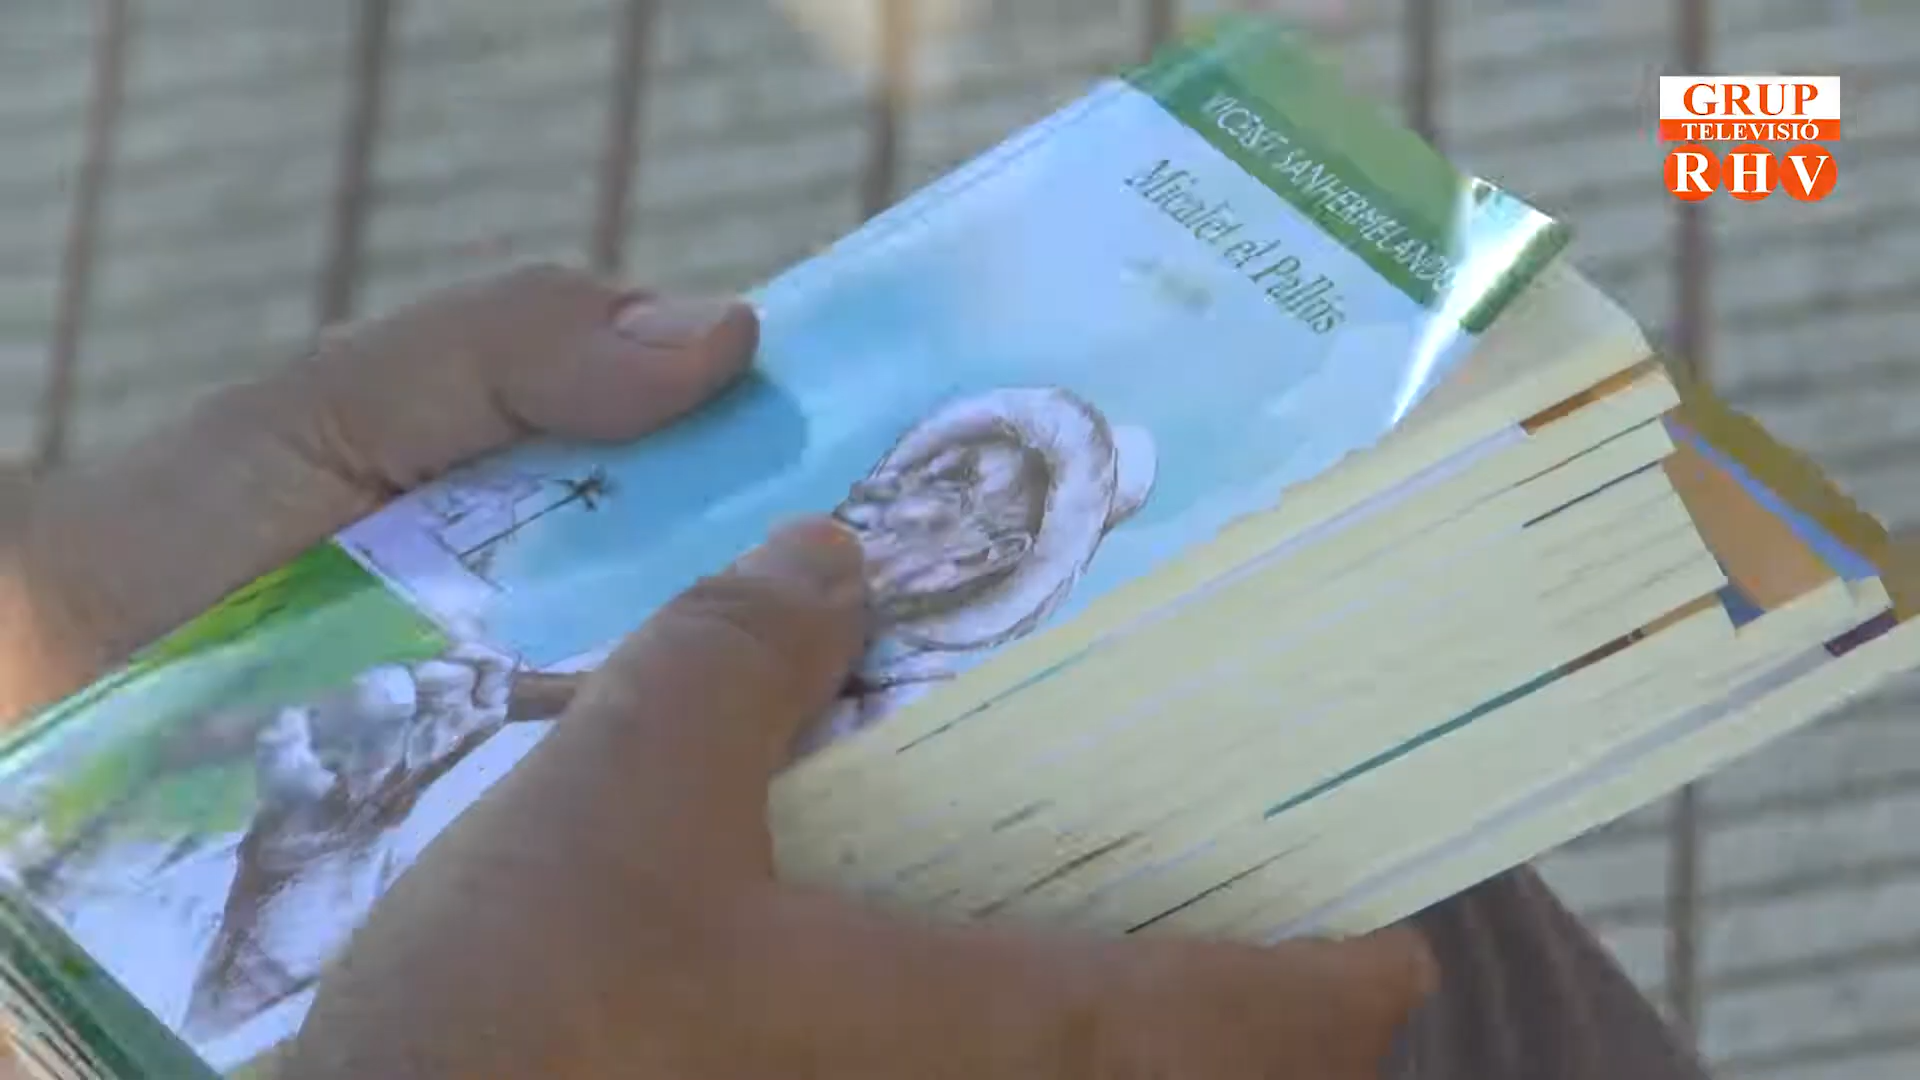 VICENT SANHERMELANDO
Micalet el Pallús
GRUP
TELEVISIÓ
RHV